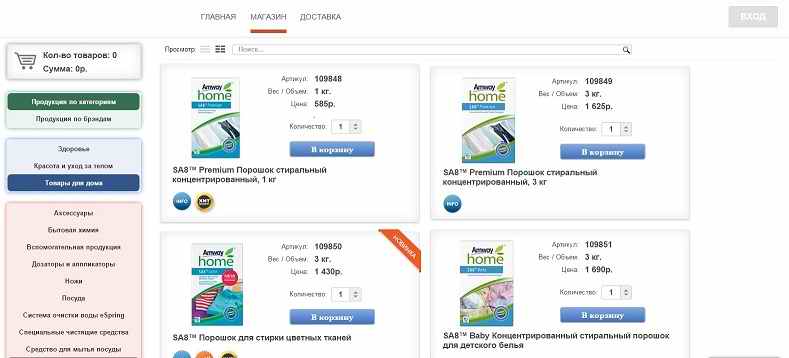 ГЛАВНАЯ МАГАЗИН ДОСТАВКА
ВХОД
Кол-во товаров: 0
Сумма: 0р.
Продукция по категориям
Продукция по брэндам
Здоровье
Красота и уход за телом
Товары для дома
Аксессуары
Бытовая химия
Вспомогательная продукция
Дозаторы и аппликаторы
Ножи
Посуда
Система очистки воды eSpring
Специальные чистящие средства
Средство для мытья посуды
Просмотр:
Поиск...
Amway
home
SA8 Premium
Артикул: 109848
Вес / Объем: 1 кг.
Цена: 585р.
Количество: 1
В корзину
SA8™ Premium Порошок стиральный
концентрированный, 1 кг
INFO
ХИТ
Amway
home
SA8 Premium
Артикул: 109849
Вес / Объем: 3 кг.
Цена: 1 625р.
Количество: 1
В корзину
SA8™ Premium Порошок стиральный
концентрированный, 3 кг
INFO
НОВИНКА
Amway
home
Артикул: 109850
Вес / Объем: 3 кг.
Цена: 1 430р.
Количество: 1
В корзину
SA8™ Порошок для стирки цветных тканей
Amway
home
SA8 Baby
Артикул: 109851
Вес / Объем: 3 кг.
Цена: 1 690р.
Количество: 1
В корзину
SA8™ Baby Концентрированный стиральный порошок
для детского белья